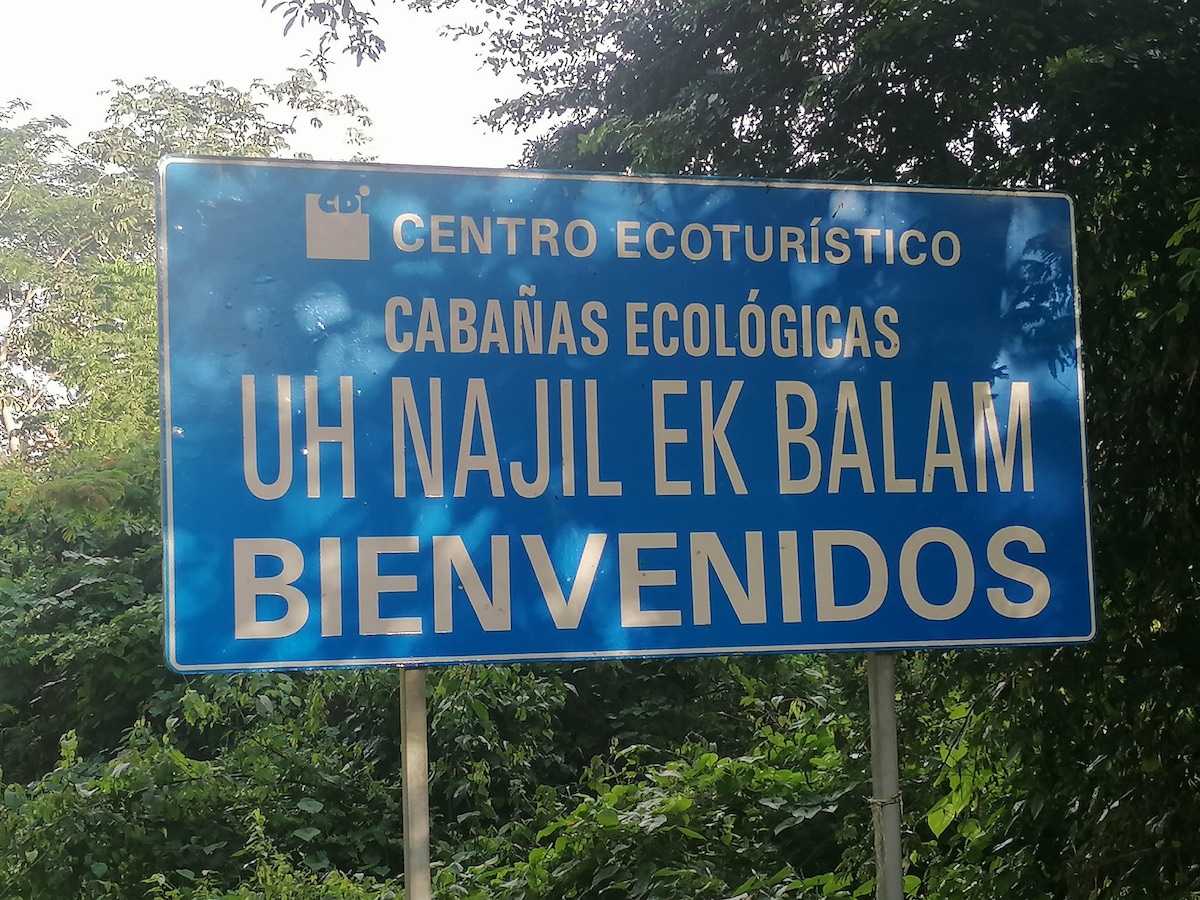 CDI CENTRO ECOTURÍSTICO
CABAÑAS ECOLÓGICAS
UH NAJIL EK BALAM
BIENVENIDOS